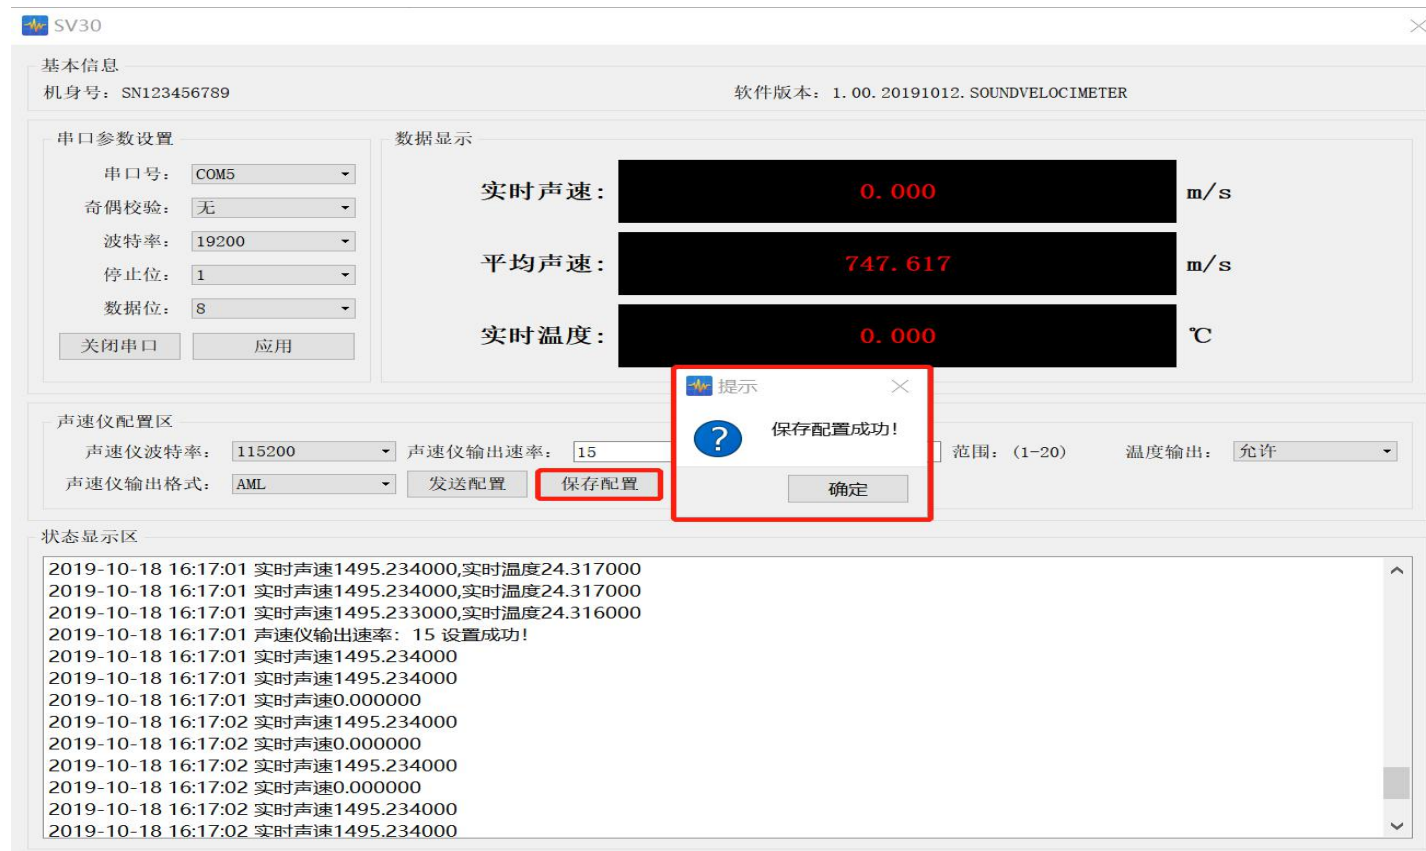 SV30
基本信息
机身号：SN123456789
软件版本：1.00.20191012.SOUNDVELOCIMETER
串口参数设置
串口号：COM5
奇偶校验：无
波特率：19200
停止位：1
数据位：8
关闭串口 应用
数据显示
实时声速：0.000 m/s
平均声速：747.617 m/s
实时温度：0.000 ℃
声速仪配置区
声速仪波特率：115200 声速仪输出速率：15 范围：(1-20) 温度输出：允许
声速仪输出格式：AML 发送配置 保存配置
提示
保存配置成功!
确定
状态显示区
2019-10-18 16:17:01 实时声速1495.234000,实时温度24.317000
2019-10-18 16:17:01 实时声速1495.234000,实时温度24.317000
2019-10-18 16:17:01 实时声速1495.233000,实时温度24.316000
2019-10-18 16:17:01 声速仪输出速率：15 设置成功!
2019-10-18 16:17:01 实时声速1495.234000
2019-10-18 16:17:01 实时声速1495.234000
2019-10-18 16:17:01 实时声速0.000000
2019-10-18 16:17:02 实时声速1495.234000
2019-10-18 16:17:02 实时声速0.000000
2019-10-18 16:17:02 实时声速1495.234000
2019-10-18 16:17:02 实时声速0.000000
2019-10-18 16:17:02 实时声速1495.234000
2019-10-18 16:17:02 实时声速1495.234000